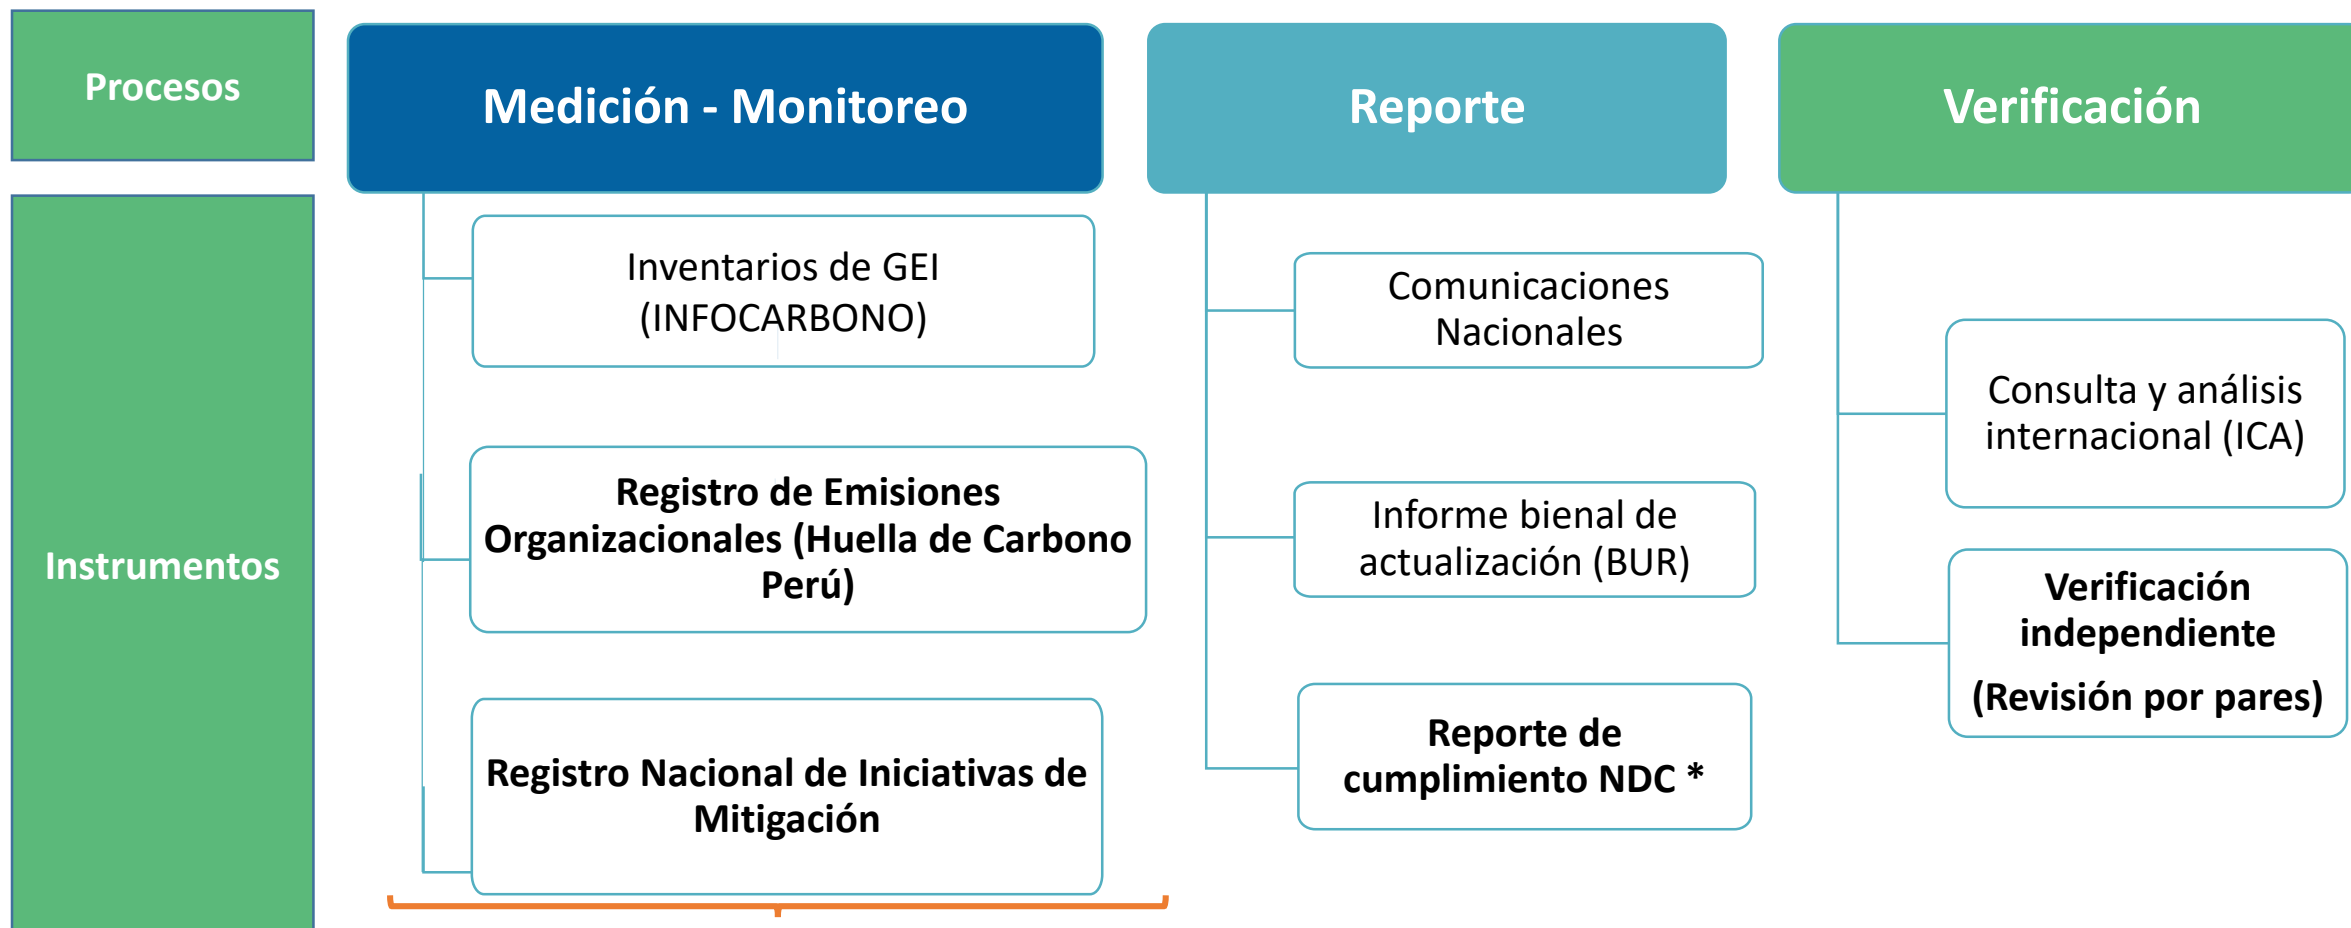 Procesos
Medición - Monitoreo
Reporte
Verificación
Instrumentos
Inventarios de GEI
(INFOCARBONO)
Registro de Emisiones
Organizacionales (Huella de Carbono
Perú)
Registro Nacional de Iniciativas de
Mitigación
Comunicaciones
Nacionales
Informe bienal de
actualización (BUR)
Reporte de
cumplimiento NDC *
Consulta y análisis
internacional (ICA)
Verificación
independiente
(Revisión por pares)